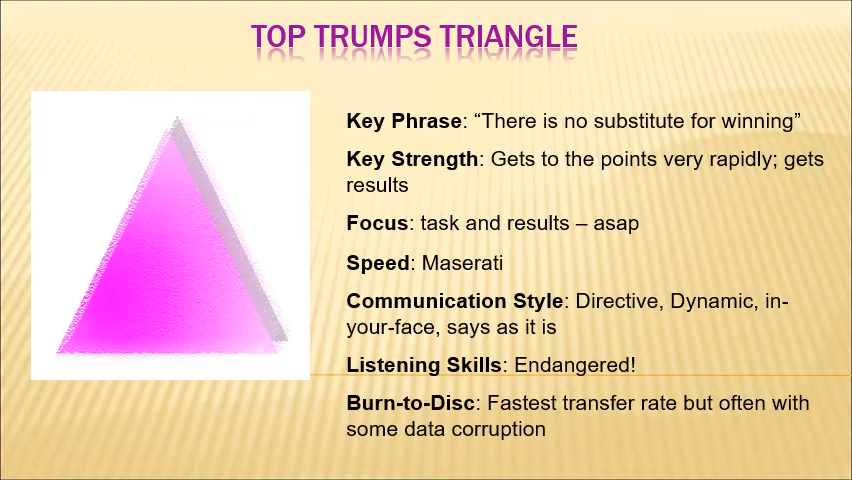 TOP TRUMPS TRIANGLE
Key Phrase: “There is no substitute for winning”
Key Strength: Gets to the points very rapidly; gets
results
Focus: task and results – asap
Speed: Maserati
Communication Style: Directive, Dynamic, in-
your-face, says as it is
Listening Skills: Endangered!
Burn-to-Disc: Fastest transfer rate but often with
some data corruption